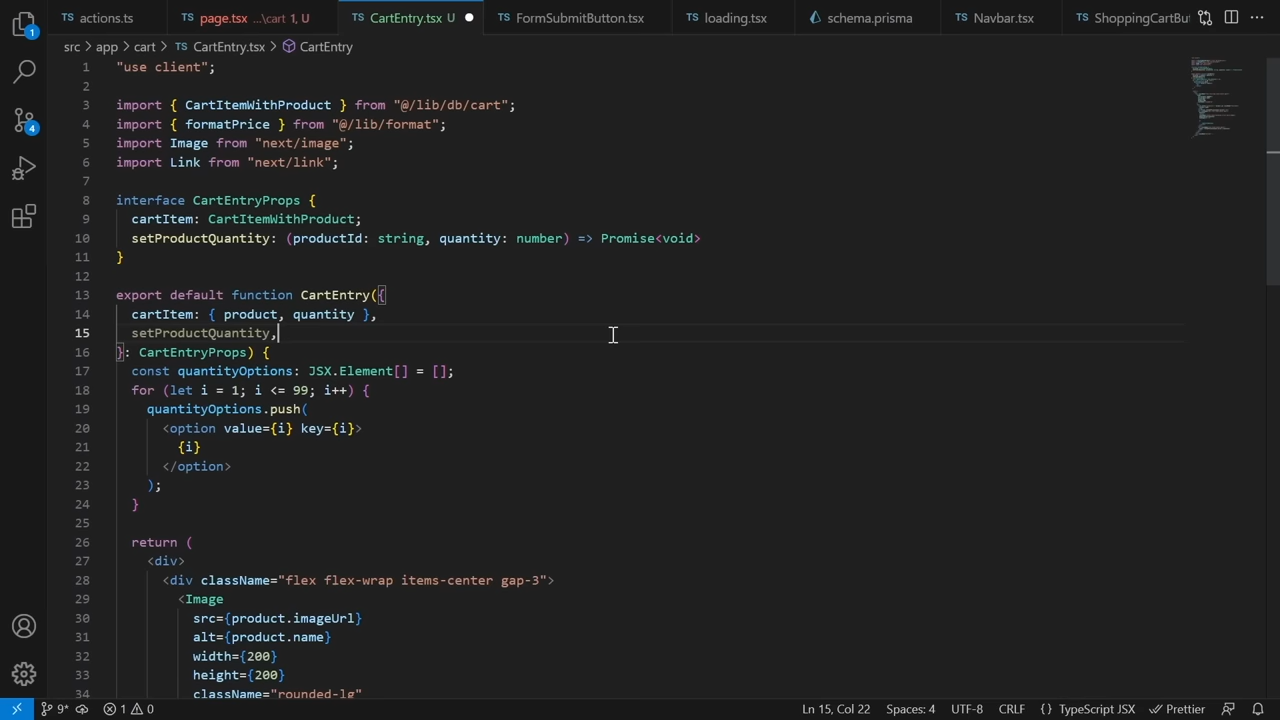 actions.ts
page.tsx ...\cart 1, U
CartEntry.tsx U
FormSubmitButton.tsx
loading.tsx
schema.prisma
Navbar.tsx
ShoppingCartBu
src > app > cart > CartEntry.tsx > CartEntry
1 "use client";
2
3 import { CartItemWithProduct } from "@/lib/db/cart";
4 import { formatPrice } from "@/lib/format";
5 import Image from "next/image";
6 import Link from "next/link";
7
8 interface CartEntryProps {
9 cartItem: CartItemWithProduct;
10 setProductQuantity: (productId: string, quantity: number) => Promise<void>
11 }
12
13 export default function CartEntry({
14 cartItem: { product, quantity },
15 setProductQuantity,
16 }: CartEntryProps) {
17 const quantityOptions: JSX.Element[] = [];
18 for (let i = 1; i <= 99; i++) {
19 quantityOptions.push(
20 <option value={i} key={i}>
21 {i}
22 </option>
23 );
24 }
25
26 return (
27 <div>
28 <div className="flex flex-wrap items-center gap-3">
29 <Image
30 src={product.imageUrl}
31 alt={product.name}
32 width={200}
33 height={200}
34 className="rounded-lg"
1
4
9* 1 0 Ln 15, Col 22 Spaces: 4 UTF-8 CRLF {} TypeScript JSX Prettier